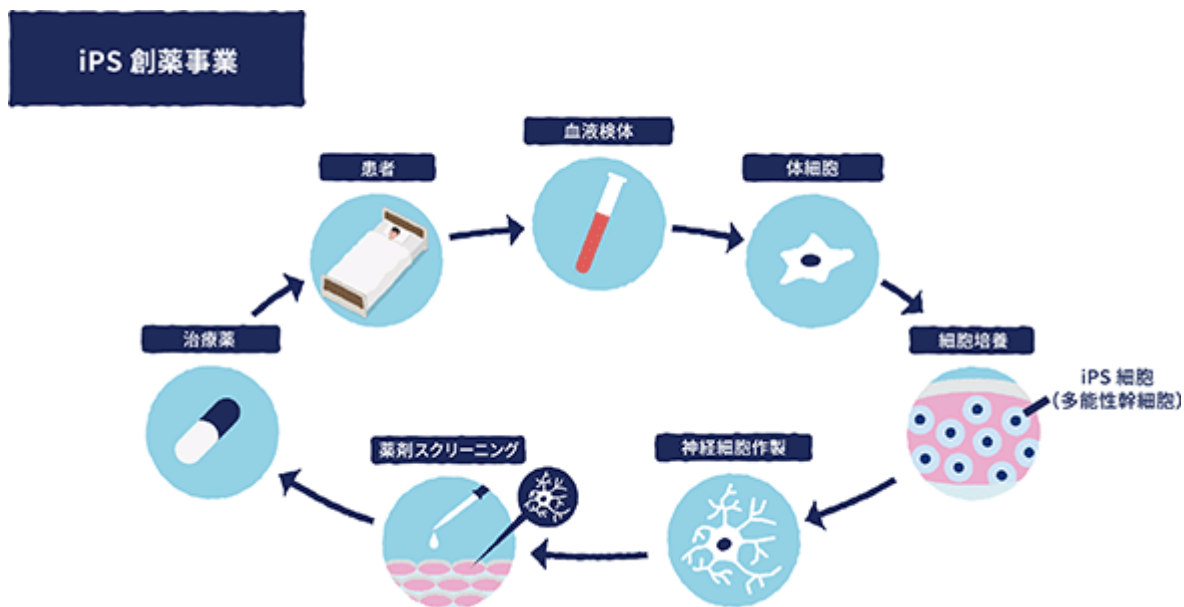 iPS 創薬事業
血液検体
患者
体細胞
治療薬
細胞培養
iPS 細胞
（多能性幹細胞）
薬剤スクリーニング
神経細胞作製